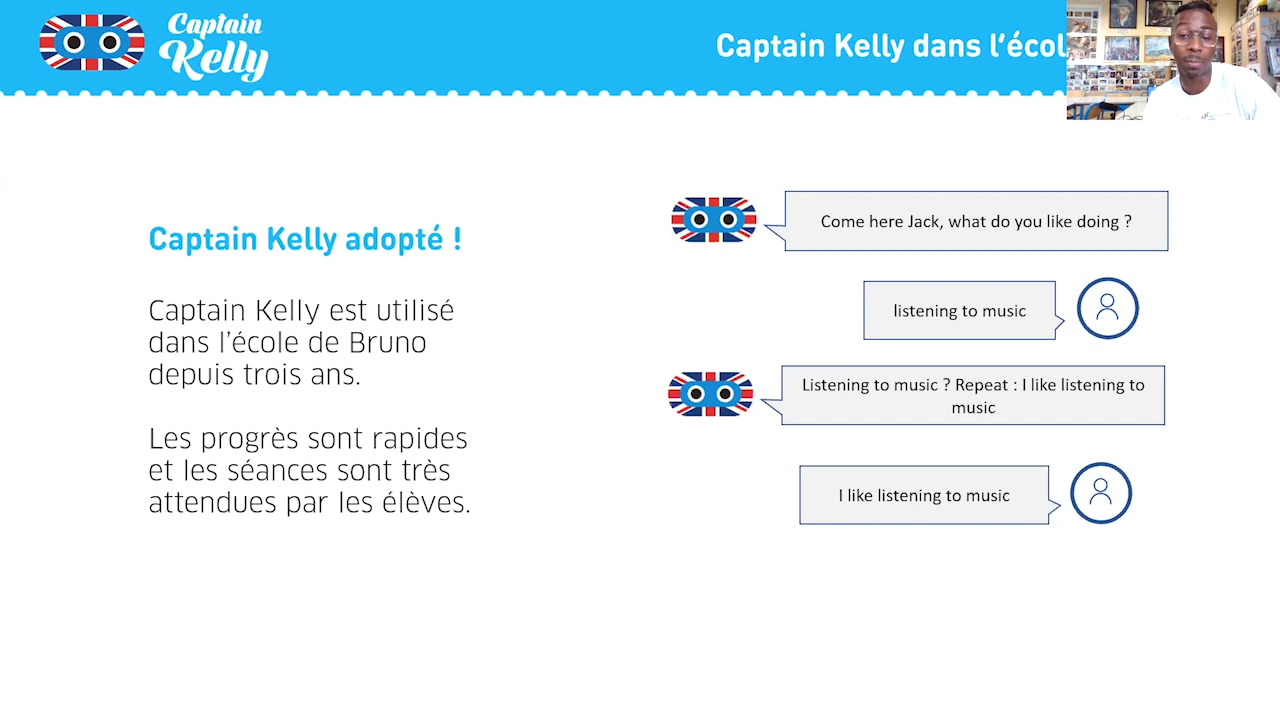 Captain
Kelly
Captain Kelly dans l'écol
Captain Kelly adopté !
Captain Kelly est utilisé
dans l'école de Bruno
depuis trois ans.
Les progrès sont rapides
et les séances sont très
attendues par les élèves.
Come here Jack, what do you like doing ?
listening to music
Listening to music ? Repeat : I like listening to
music
I like listening to music